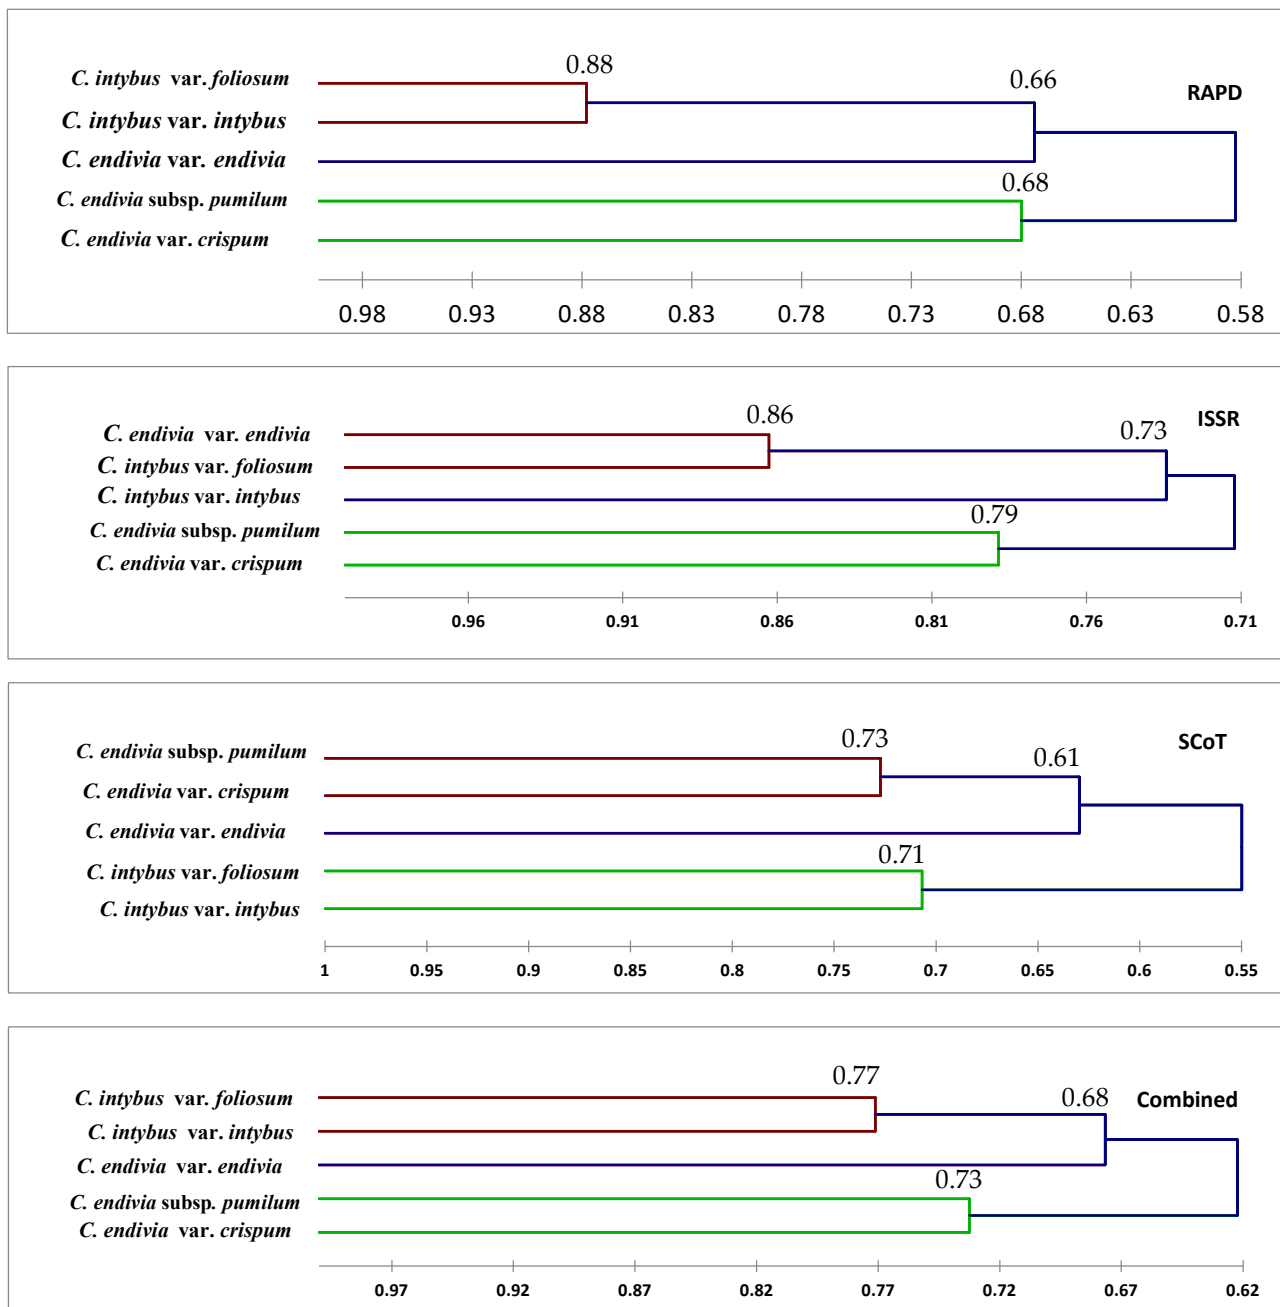 0.88
0.66
RAPD
C. intybus var. foliosum
C. intybus var. intybus
C. endivia var. endivia
0.68
C. endivia subsp. pumilum
C. endivia var. crispum
0.98 0.93 0.88 0.83 0.78 0.73 0.68 0.63 0.58
0.86
0.73
ISSR
C. endivia var. endivia
C. intybus var. foliosum
C. intybus var. intybus
0.79
C. endivia subsp. pumilum
C. endivia var. crispum
0.96 0.91 0.86 0.81 0.76 0.71
0.73
0.61
SCoT
C. endivia subsp. pumilum
C. endivia var. crispum
C. endivia var. endivia
0.71
C. intybus var. foliosum
C. intybus var. intybus
1 0.95 0.9 0.85 0.8 0.75 0.7 0.65 0.6 0.55
0.77
0.68
Combined
C. intybus var. foliosum
C. intybus var. intybus
C. endivia var. endivia
0.73
C. endivia subsp. pumilum
C. endivia var. crispum
0.97 0.92 0.87 0.82 0.77 0.72 0.67 0.62